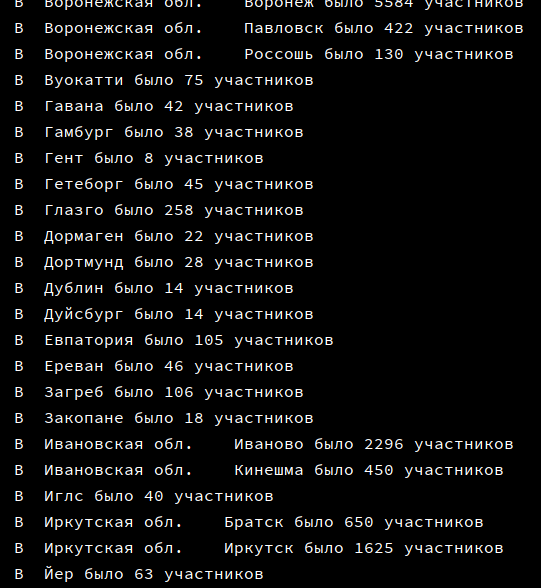 В  Воронежская обл.    Воронеж было 5584 участников
В  Воронежская обл.    Павловск было 422 участников
В  Воронежская обл.    Россошь было 130 участников
В  Вуокатти было 75 участников
В  Гавана было 42 участников
В  Гамбург было 38 участников
В  Гент было 8 участников
В  Гетеборг было 45 участников
В  Глазго было 258 участников
В  Дормаген было 22 участников
В  Дортмунд было 28 участников
В  Дублин было 14 участников
В  Дуйсбург было 14 участников
В  Евпатория было 105 участников
В  Ереван было 46 участников
В  Загреб было 106 участников
В  Закопане было 18 участников
В  Ивановская обл.    Иваново было 2296 участников
В  Ивановская обл.    Кинешма было 450 участников
В  Иглс было 40 участников
В  Иркутская обл.    Братск было 650 участников
В  Иркутская обл.    Иркутск было 1625 участников
В  Йер было 63 участников